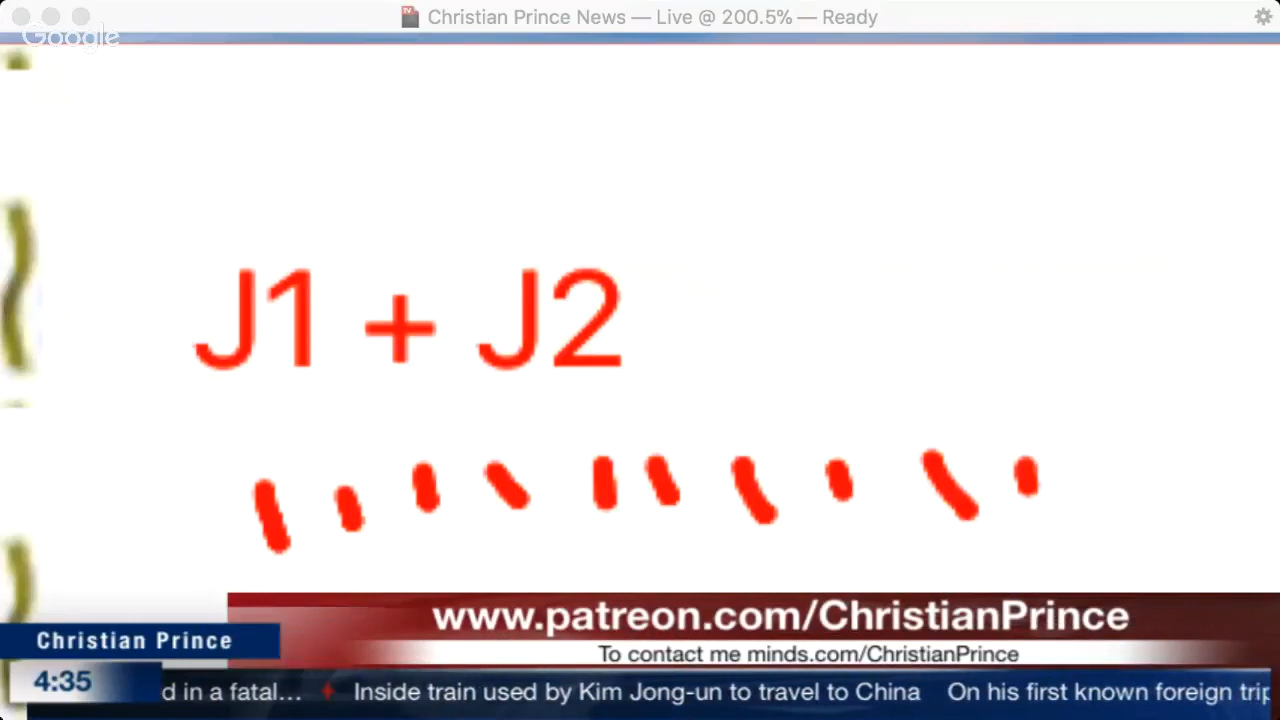 Christian Prince News — Live @ 200.5% — Ready
Google
J1 + J2
www.patreon.com/ChristianPrince
Christian Prince
To contact me minds.com/ChristianPrince
4:35
d in a fatal... Inside train used by Kim Jong-un to travel to China On his first known foreign trip